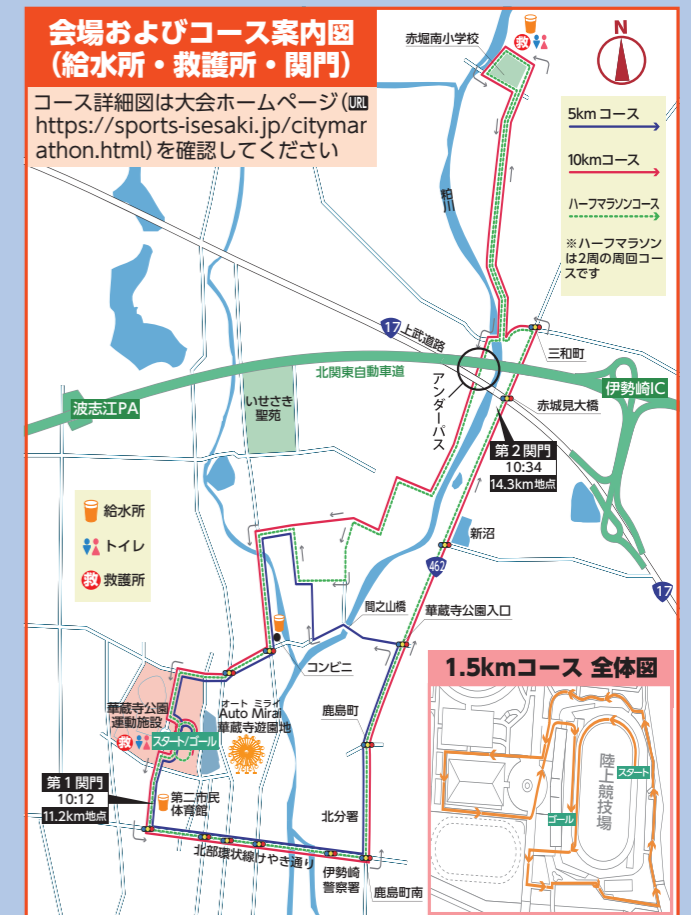 会場およびコース案内図
(給水所・救護所・関門)
コース詳細図は大会ホームページ(URL
https://sports-isesaki.jp/citymar
athon.html)を確認してください
赤堀南小学校
救
N
5km コース
10kmコース
ハーフマラソンコース
※ハーフマラソン
は2周の周回コー
スです
粕川
17
上武道路
三和町
北関東自動車道
アンダーパス
伊勢崎IC
波志江PA
いせさき
聖苑
赤城見大橋
第2関門
10:34
14.3km地点
給水所
トイレ
救 救護所
新沼
462
17
間之山橋
華蔵寺公園入口
コンビニ
1.5kmコース 全体図
華蔵寺公園
運動施設
救
スタート/ゴール
オート ミライ
Auto Mirai
華蔵寺遊園地
鹿島町
スタート
陸上競技場
ゴール
第1関門
10:12
11.2km地点
第二市民
体育館
北分署
北部環状線けやき通り
伊勢崎
警察署
鹿島町南